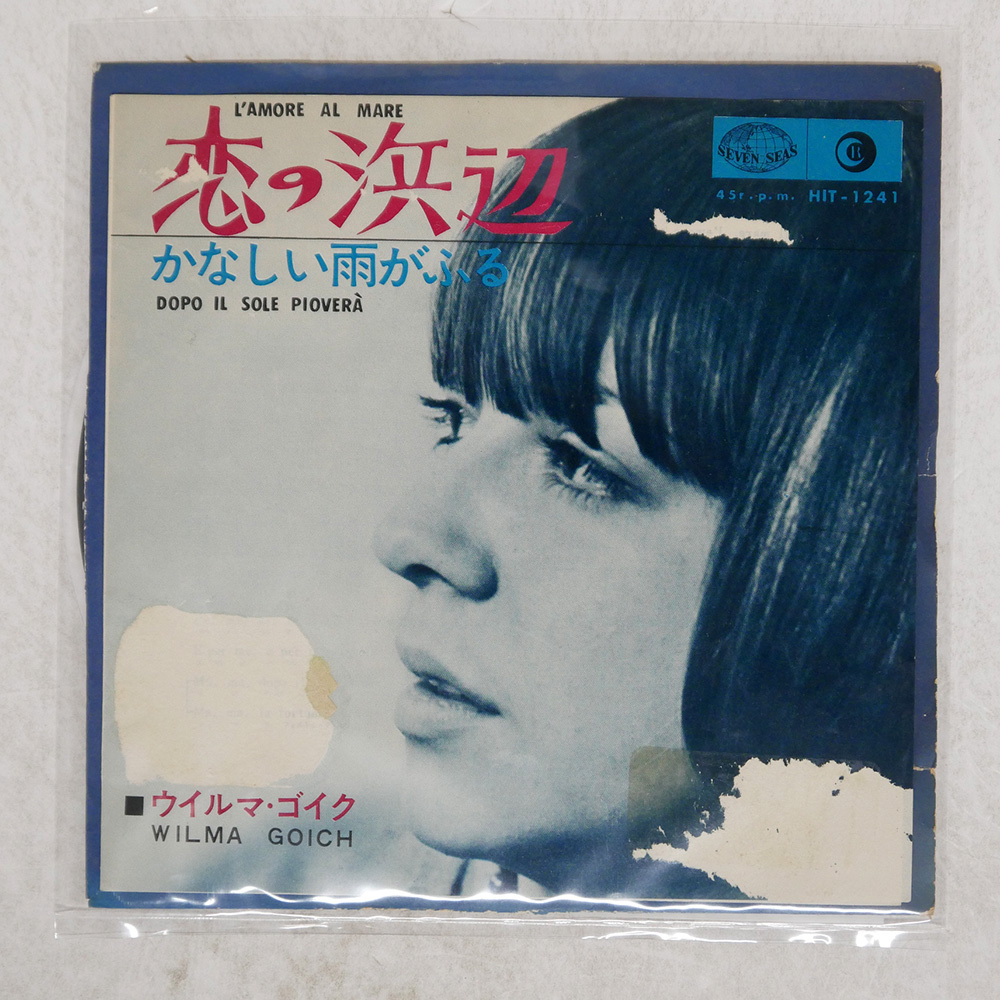 L'AMORE AL MARE
恋の浜辺
かなしい雨がふる
DOPO IL SOLE PIOVERÀ
SEVEN SEAS
45r.p.m. HIT-1241
■ウイルマ・ゴイク
WILMA GOICH